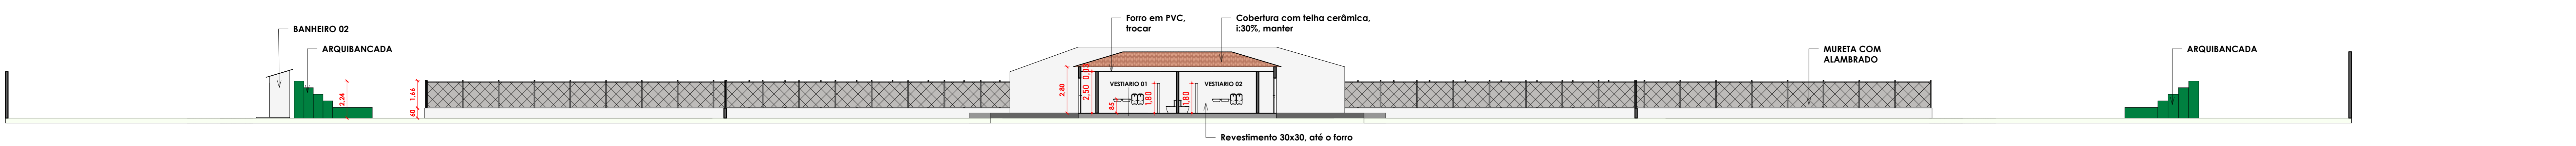 BANHEIRO 02
ARQUIBANCADA
2,24
1,66
60
Forro em PVC,
trocar
Cobertura com telha cerâmica,
i:30%, manter
2,80
2,50
VESTIARIO 01
85
1,80
1,80
VESTIARIO 02
Revestimento 30x30, até o forro
MURETA COM
ALAMBRADO
ARQUIBANCADA